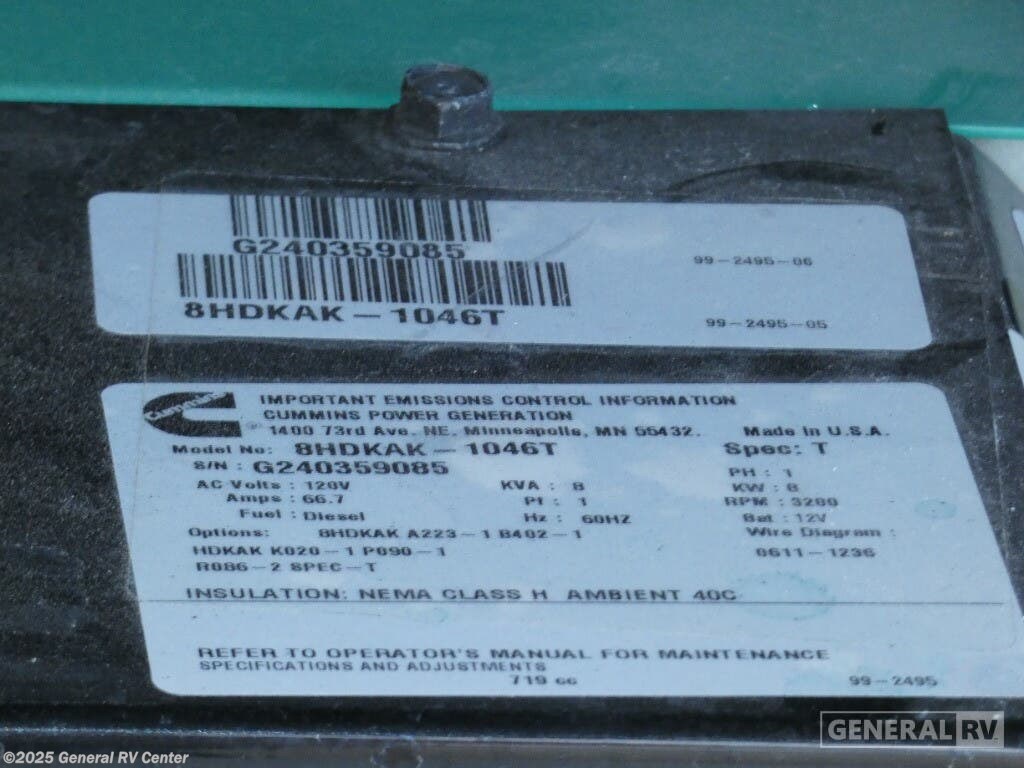 G240359085
99-2495-06
8HDKAK-1046T
99-2495-05
Cummins
IMPORTANT EMISSIONS CONTROL INFORMATION
CUMMINS POWER GENERATION
1400 73rd Ave. NE. Minneapolis, MN 55432. Made in U.S.A.
Model No: 8HDKAK-1046T Spec: T
S/N : G240359085 PH : 1
AC Volts : 120V KVA : 8 KW : 8
Amps : 66.7 Pf : 1 RPM : 3200
Fuel : Diesel Hz : 60HZ Bat : 12V
Options: 8HDKAK A223-1 B402-1 Wire Diagram :
HDKAK K020-1 P090-1 0611-1236
R086-2 SPEC-T
INSULATION: NEMA CLASS H AMBIENT 40C
REFER TO OPERATOR'S MANUAL FOR MAINTENANCE
SPECIFICATIONS AND ADJUSTMENTS
719 cc 99-2495
GENERAL RV
©2025 General RV Center